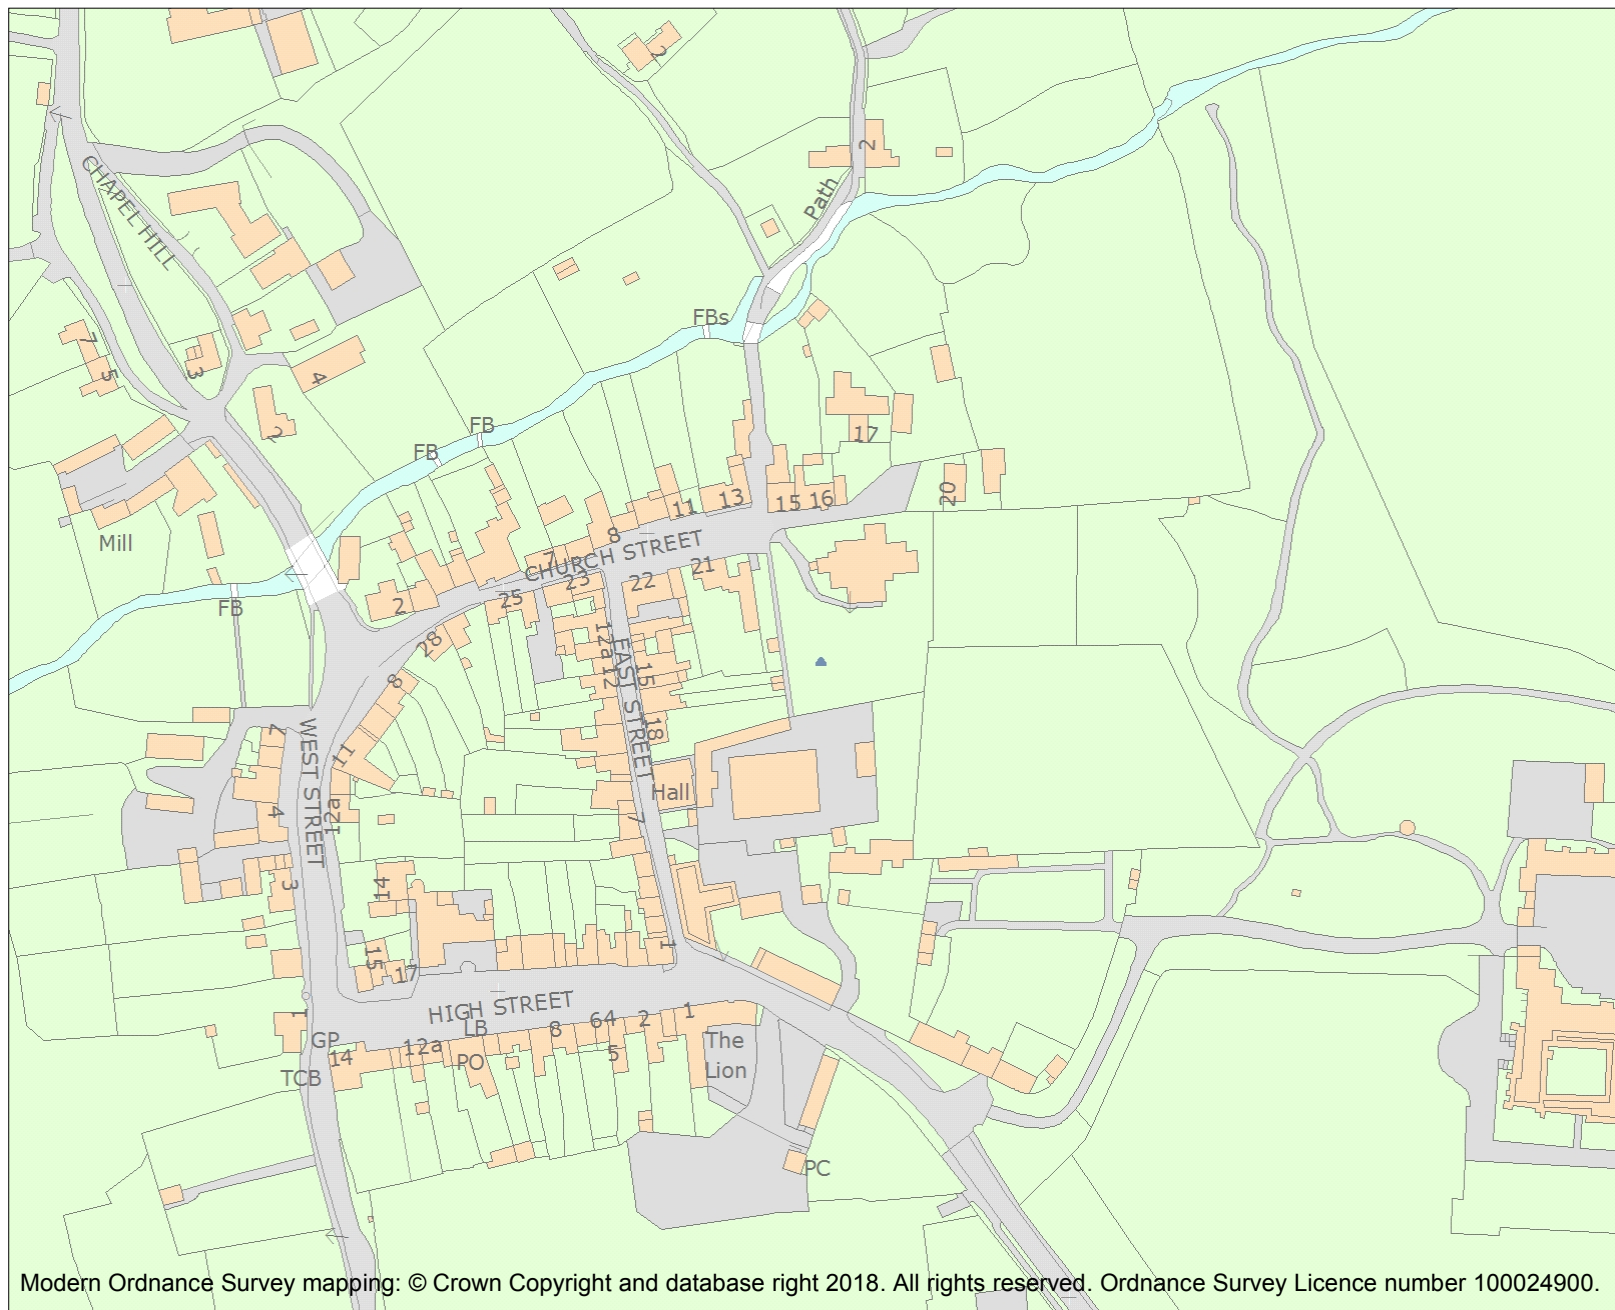 2
2
CHAPEL HILL
Path
FBs
7
5
3
4
2
FB
FB
17
20
Mill
8
11
13
15
16
7
CHURCH STREET
23
22
21
25
2
28
FB
12a
12
EAST STREET
15
18
8
11
7
WEST STREET
4
12a
3
Hall
7
14
15
17
1
1
HIGH STREET
LB
GP
14
TCB
12a
PO
8
64
5
2
1
The
Lion
PC
Modern Ordnance Survey mapping: © Crown Copyright and database right 2018. All rights reserved. Ordnance Survey Licence number 100024900.